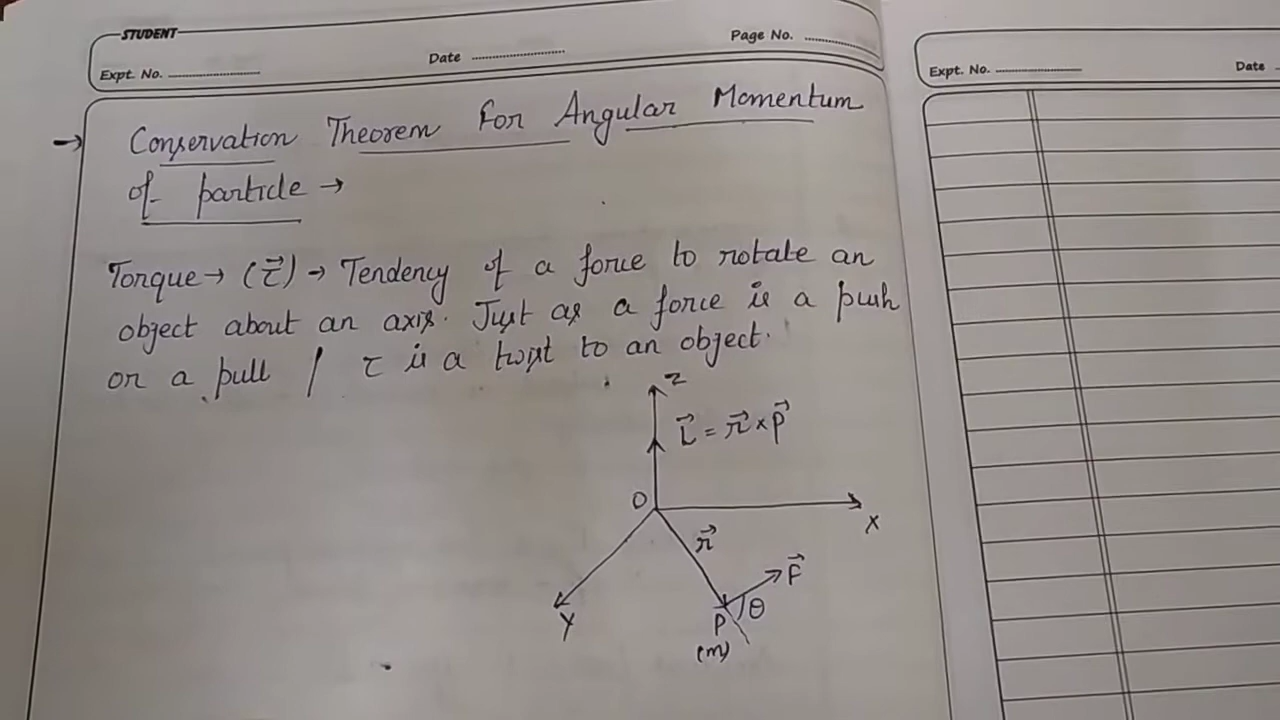 STUDENT
Expt. No. Date Page No.
→ Conservation Theorem For Angular Momentum
of particle →
Torque → (τ⃗) → Tendency of a force to rotate an
object about an axis. Just as a force is a push
or a pull / τ is a twist to an object.
Z
L⃗ = r⃗ × P⃗
O
X
r⃗
F⃗
θ
Y
P
(m)
Expt. No. Date